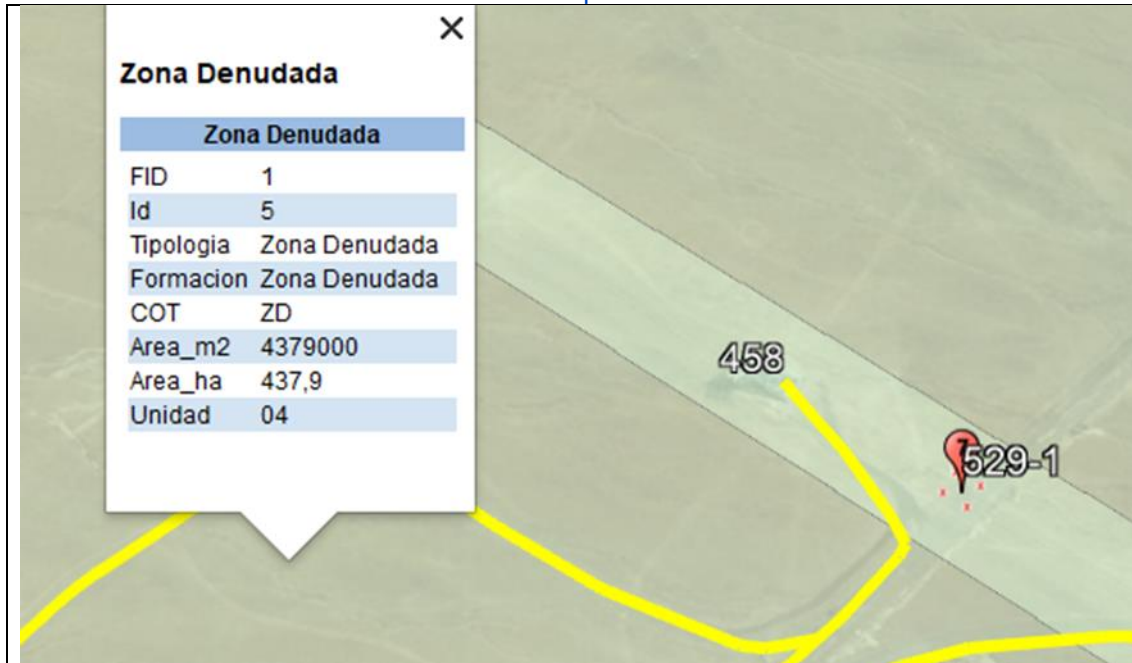 Zona Denudada
Zona Denudada
FID 1
Id 5
Tipologia Zona Denudada
Formacion Zona Denudada
COT ZD
Area_m2 4379000
Area_ha 437,9
Unidad 04
458
529-1